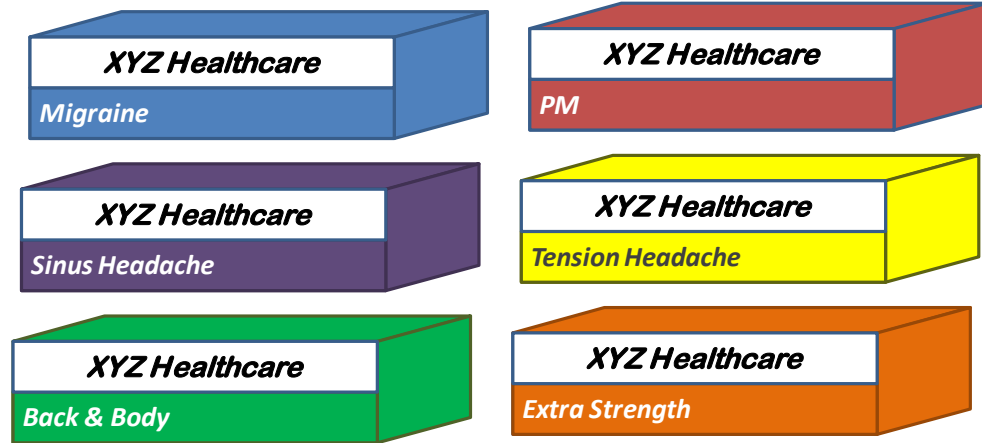 XYZ Healthcare
Migraine
XYZ Healthcare
PM
XYZ Healthcare
Sinus Headache
XYZ Healthcare
Tension Headache
XYZ Healthcare
Back & Body
XYZ Healthcare
Extra Strength